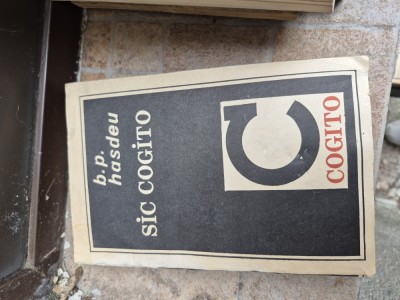 b.p.
hasdeu
sic cogito
C
COGITO